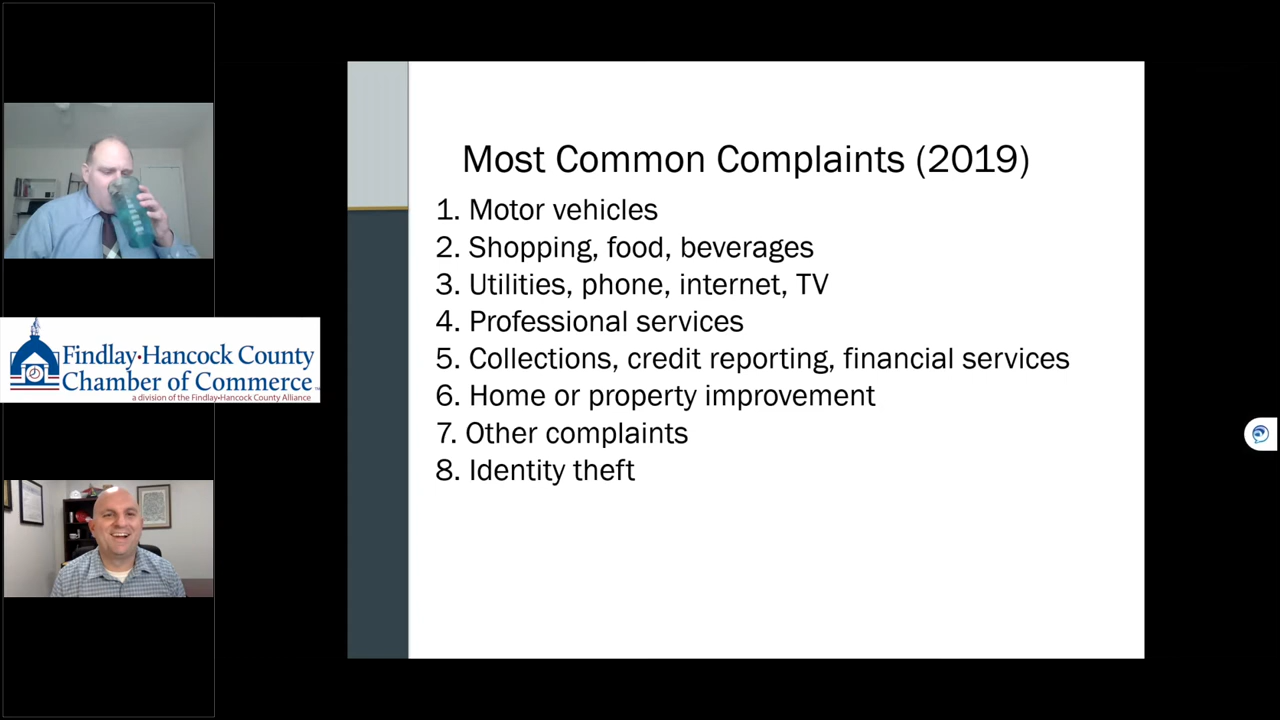 Most Common Complaints (2019)
1. Motor vehicles
2. Shopping, food, beverages
3. Utilities, phone, internet, TV
4. Professional services
5. Collections, credit reporting, financial services
6. Home or property improvement
7. Other complaints
8. Identity theft
Findlay•Hancock County
Chamber of Commerce
a division of the Findlay•Hancock County Alliance